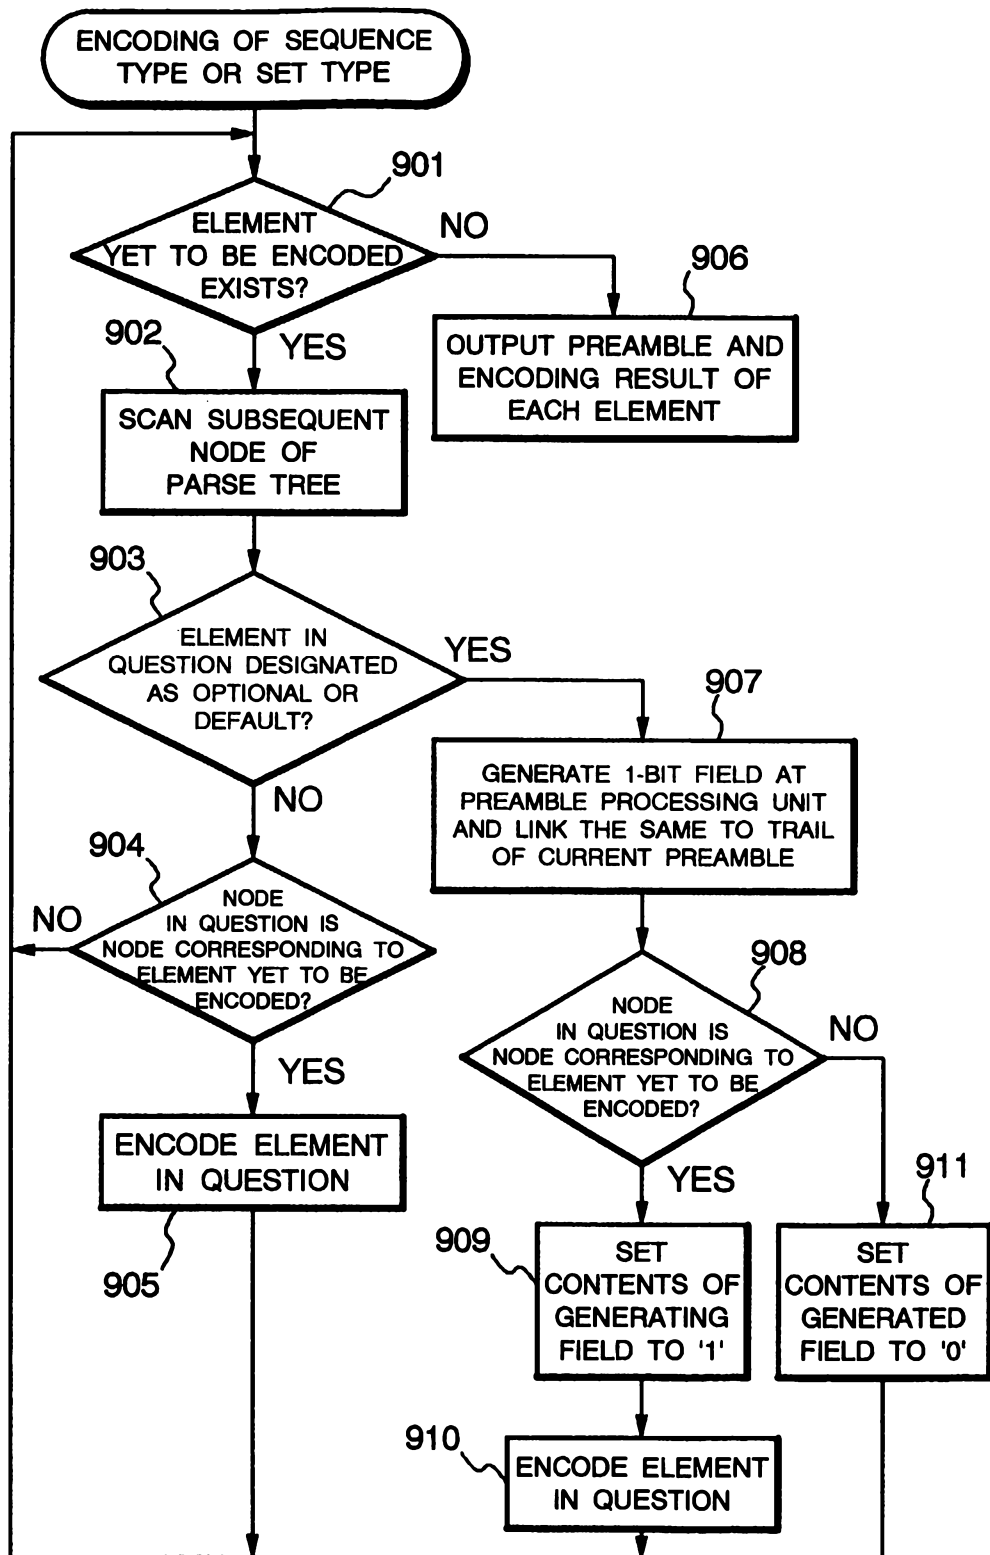 ENCODING OF SEQUENCE
TYPE OR SET TYPE
901
ELEMENT
YET TO BE ENCODED
EXISTS?
NO
906
OUTPUT PREAMBLE AND
ENCODING RESULT OF
EACH ELEMENT
YES
902
SCAN SUBSEQUENT
NODE OF
PARSE TREE
903
ELEMENT IN
QUESTION DESIGNATED
AS OPTIONAL OR
DEFAULT?
YES
907
GENERATE 1-BIT FIELD AT
PREAMBLE PROCESSING UNIT
AND LINK THE SAME TO TRAIL
OF CURRENT PREAMBLE
NO
904
NODE
IN QUESTION IS
NODE CORRESPONDING TO
ELEMENT YET TO BE
ENCODED?
NO
YES
ENCODE ELEMENT
IN QUESTION
905
908
NODE
IN QUESTION IS
NODE CORRESPONDING TO
ELEMENT YET TO BE
ENCODED?
NO
YES
909
SET
CONTENTS OF
GENERATING
FIELD TO '1'
911
SET
CONTENTS OF
GENERATED
FIELD TO '0'
910
ENCODE ELEMENT
IN QUESTION